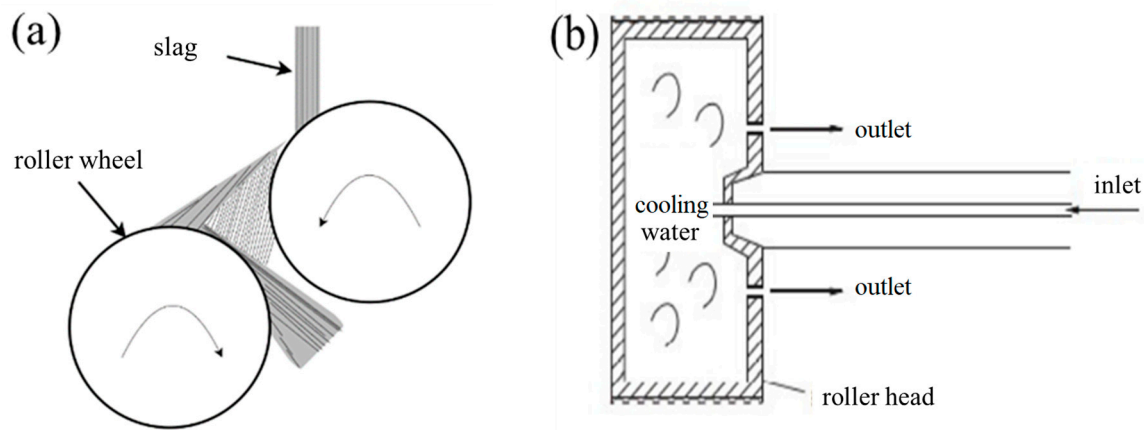 (a)
slag
roller wheel
(b)
outlet
inlet
cooling
water
outlet
roller head